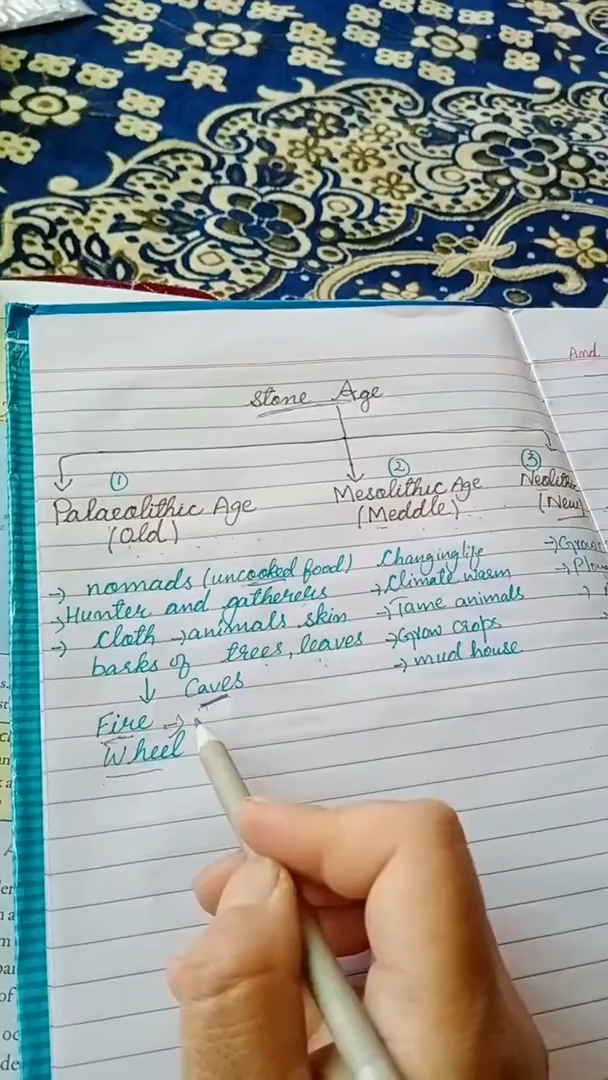 Amd
Stone Age
① ② ③
Palaeolithic Age Mesolithic Age Neolithic
(Old) (Meddle) (New)
→ nomads (uncooked food)
→ Hunter and gatherers
→ cloth → animals skin
barks of trees, leaves
↓ Caves
Fire →
Wheel
Changing life
→ Climate warm
→ Tame animals
→ Grow crops
→ mud house